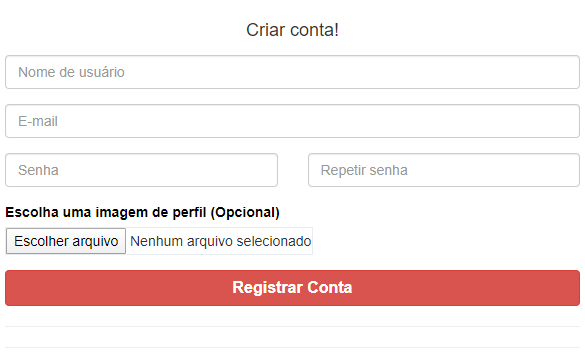 Criar conta!
Nome de usuário
E-mail
Senha Repetir senha
Escolha uma imagem de perfil (Opcional)
Escolher arquivo Nenhum arquivo selecionado
Registrar Conta